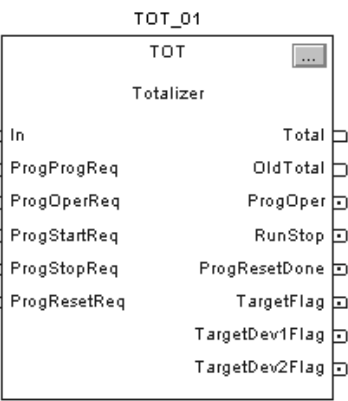 TOT_01
TOT
...
Totalizer
In Total
ProgProgReq OldTotal
ProgOperReq ProgOper
ProgStartReq RunStop
ProgStopReq ProgResetDone
ProgResetReq TargetFlag
TargetDev1Flag
TargetDev2Flag